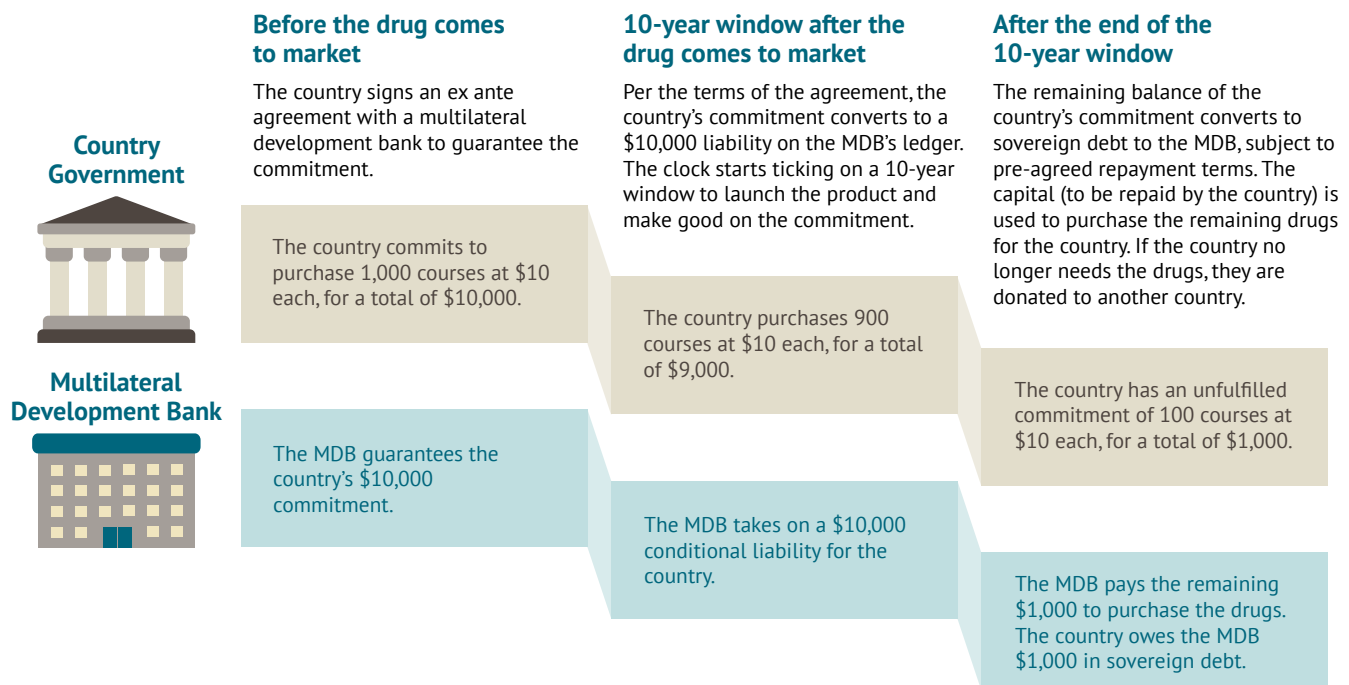 Before the drug comes
to market
The country signs an ex ante
agreement with a multilateral
development bank to guarantee the
commitment.
10-year window after the
drug comes to market
Per the terms of the agreement, the
country's commitment converts to a
$10,000 liability on the MDB's ledger.
The clock starts ticking on a 10-year
window to launch the product and
make good on the commitment.
After the end of the
10-year window
The remaining balance of the
country's commitment converts to
sovereign debt to the MDB, subject to
pre-agreed repayment terms. The
capital (to be repaid by the country) is
used to purchase the remaining drugs
for the country. If the country no
longer needs the drugs, they are
donated to another country.
Country
Government
The country commits to
purchase 1,000 courses at $10
each, for a total of $10,000.
The country purchases 900
courses at $10 each, for a total
of $9,000.
The country has an unfulfilled
commitment of 100 courses at
$10 each, for a total of $1,000.
Multilateral
Development Bank
The MDB guarantees the
country's $10,000
commitment.
The MDB takes on a $10,000
conditional liability for the
country.
The MDB pays the remaining
$1,000 to purchase the drugs.
The country owes the MDB
$1,000 in sovereign debt.